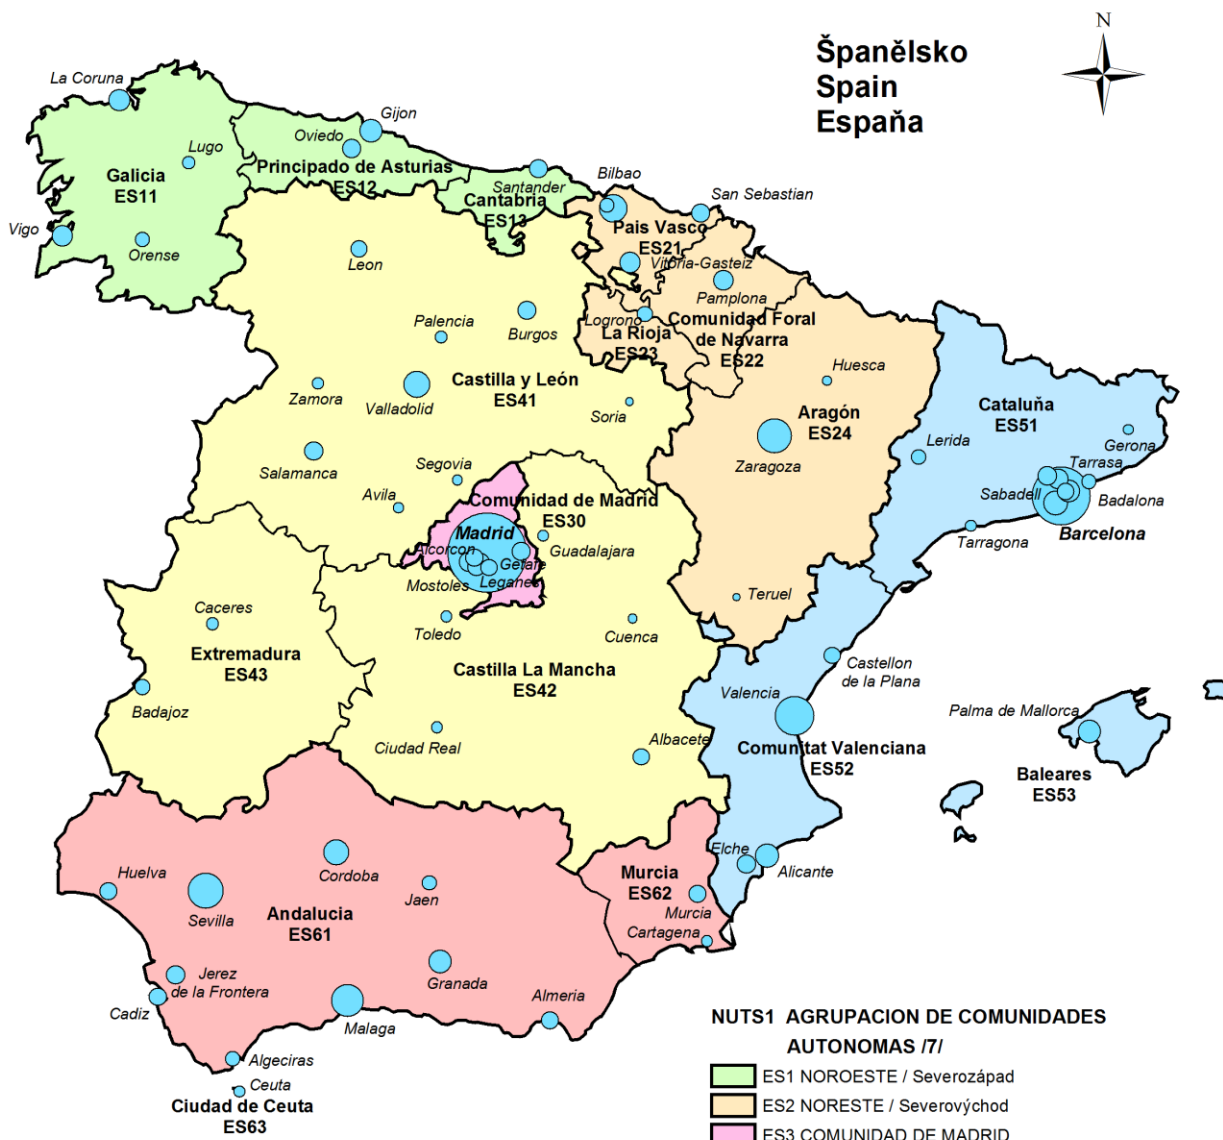 Španělsko
Spain
España
N
La Coruna
Gijon
Oviedo
Lugo
Principado de Asturias
ES12
Galicia
ES11
Santander
Cantabria
ES13
Bilbao
San Sebastian
Vigo
Orense
Leon
Pais Vasco
ES21
Vitoria-Gasteiz
Pamplona
Palencia
Burgos
Logrono
La Rioja
ES23
Comunidad Foral
de Navarra
ES22
Huesca
Zamora
Valladolid
Castilla y León
ES41
Soria
Aragón
ES24
Zaragoza
Cataluňa
ES51
Lerida
Gerona
Tarrasa
Sabadell
Badalona
Barcelona
Tarragona
Salamanca
Segovia
Avila
Comunidad de Madrid
ES30
Madrid
Alcorcon
Getafe
Leganes
Mostoles
Guadalajara
Toledo
Cuenca
Teruel
Caceres
Extremadura
ES43
Badajoz
Castilla La Mancha
ES42
Ciudad Real
Albacete
Castellon
de la Plana
Valencia
Comunitat Valenciana
ES52
Palma de Mallorca
Baleares
ES53
Elche
Alicante
Huelva
Sevilla
Cordoba
Jaen
Andalucia
ES61
Murcia
ES62
Murcia
Cartagena
Jerez
de la Frontera
Cadiz
Granada
Malaga
Almeria
Algeciras
Ceuta
Ciudad de Ceuta
ES63
NUTS1 AGRUPACION DE COMUNIDADES
AUTONOMAS /7/
ES1 NOROESTE / Severozápad
ES2 NORESTE / Severovýchod
ES3 COMUNIDAD DE MADRID